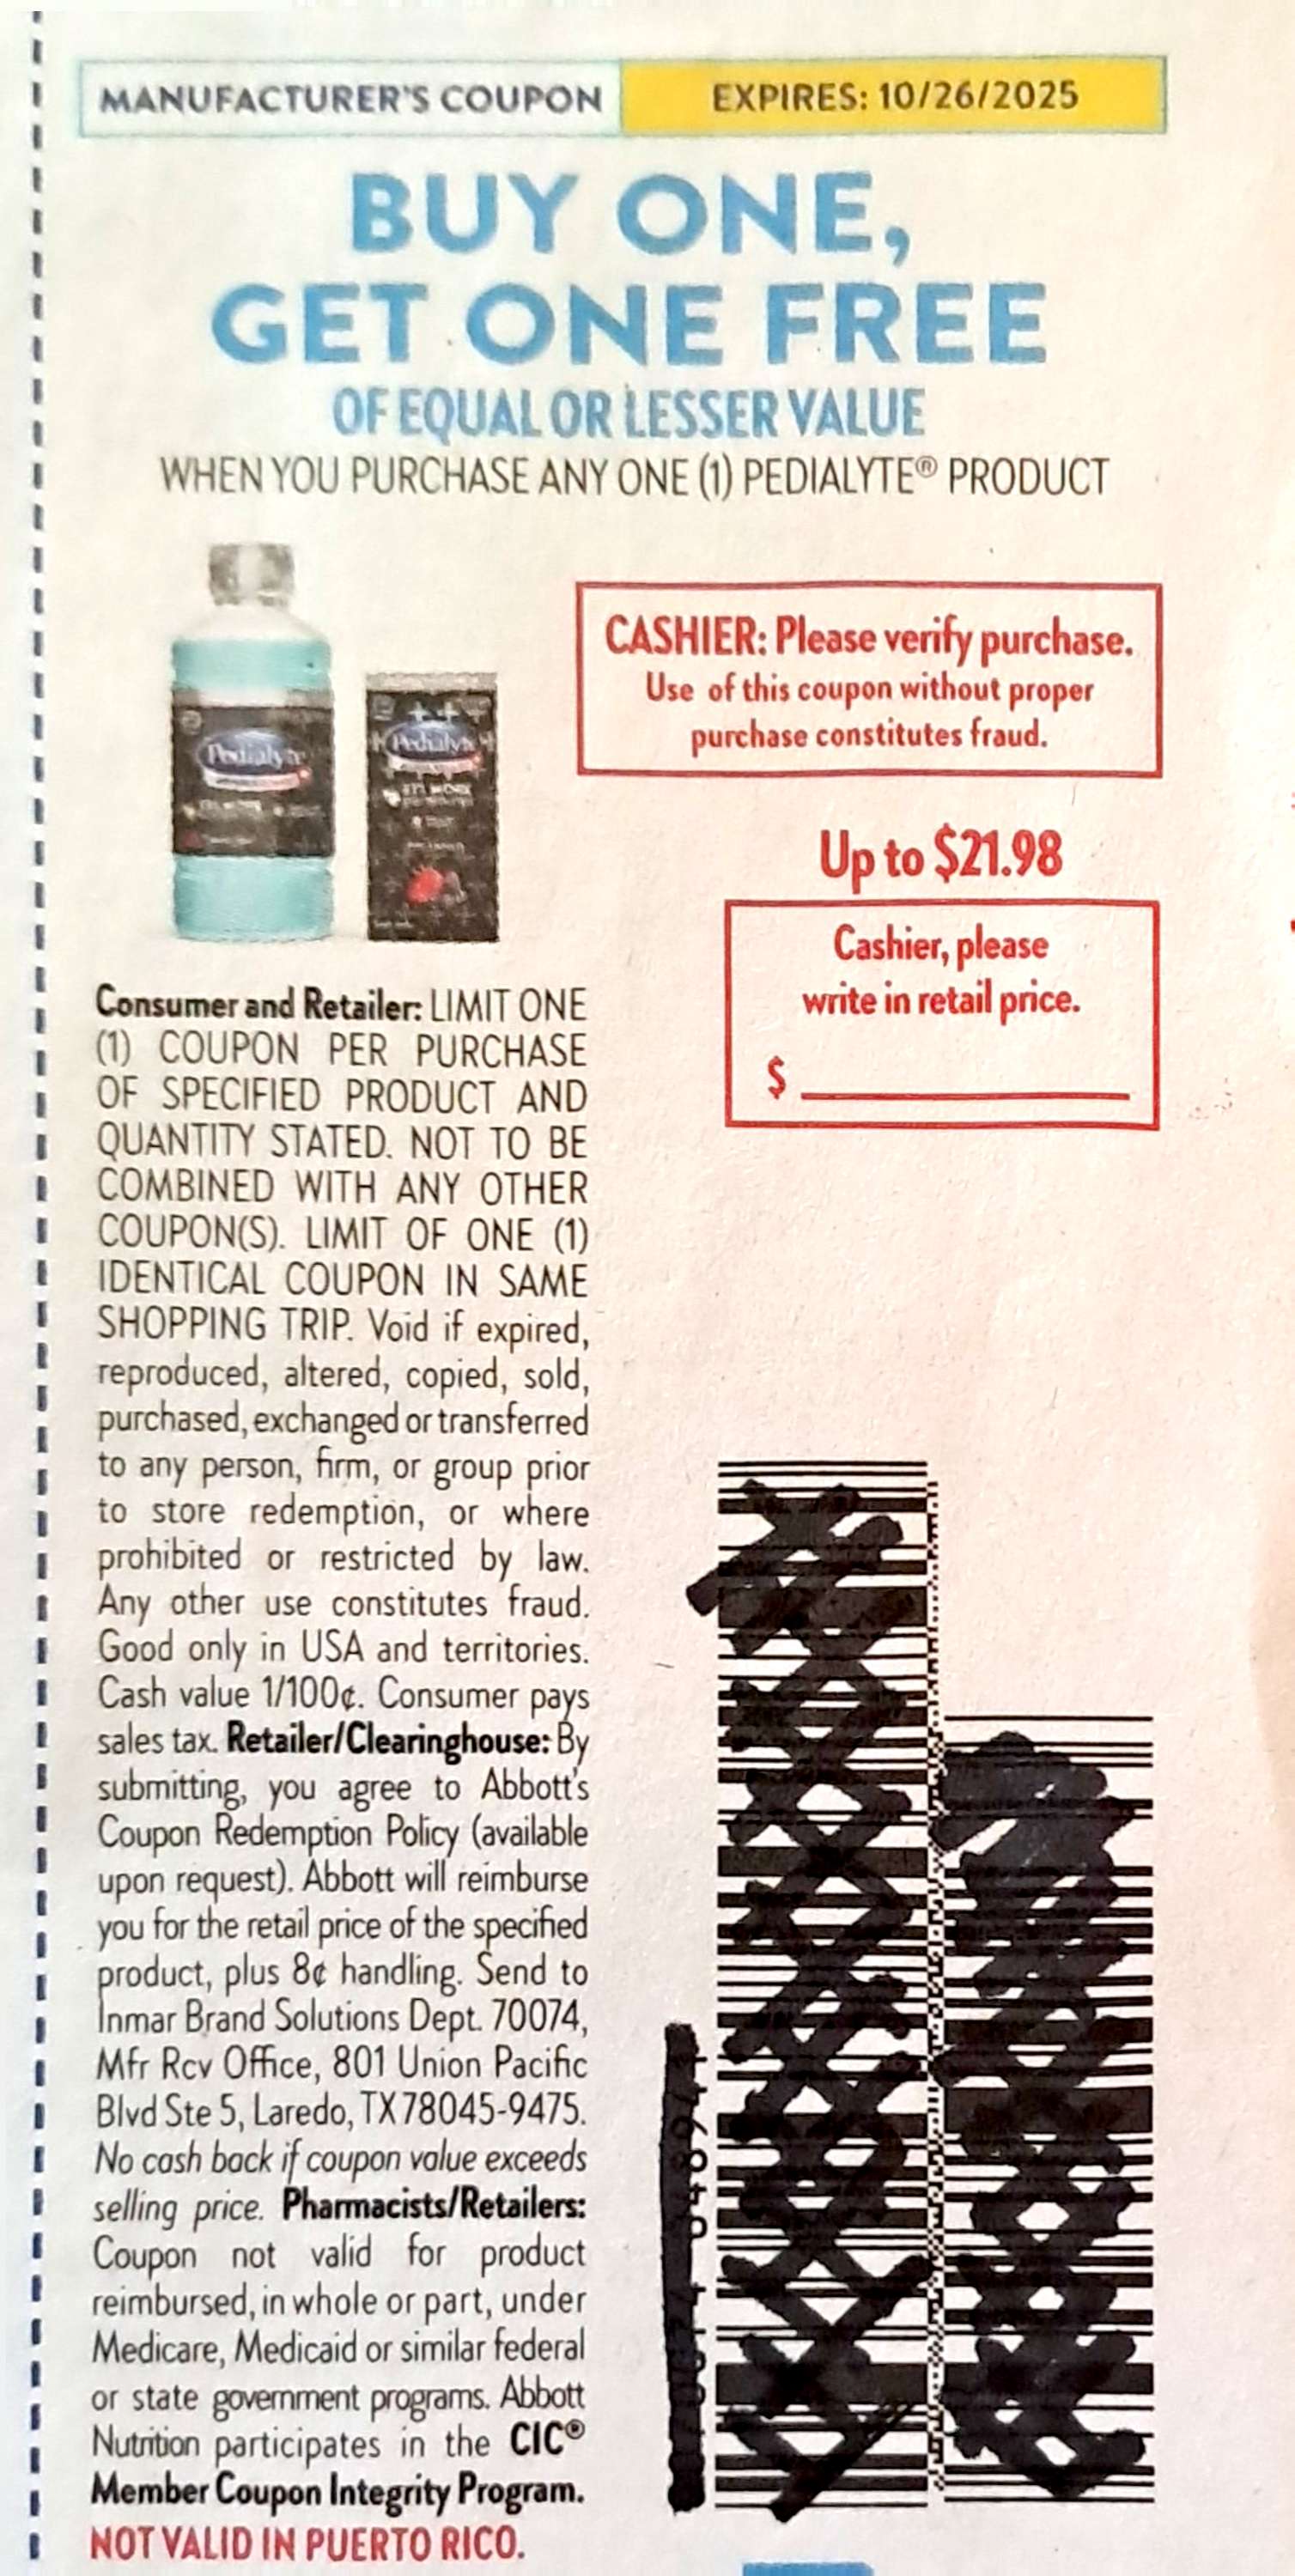 MANUFACTURER'S COUPON
EXPIRES: 10/26/2025
BUY ONE,
GET ONE FREE
OF EQUAL OR LESSER VALUE
WHEN YOU PURCHASE ANY ONE (1) PEDIALYTE® PRODUCT
Pedialyte
Pedialyte
CASHIER: Please verify purchase.
Use of this coupon without proper
purchase constitutes fraud.
Up to $21.98
Cashier, please
write in retail price.
$
Consumer and Retailer: LIMIT ONE
(1) COUPON PER PURCHASE
OF SPECIFIED PRODUCT AND
QUANTITY STATED. NOT TO BE
COMBINED WITH ANY OTHER
COUPON(S). LIMIT OF ONE (1)
IDENTICAL COUPON IN SAME
SHOPPING TRIP. Void if expired,
reproduced, altered, copied, sold,
purchased, exchanged or transferred
to any person, firm, or group prior
to store redemption, or where
prohibited or restricted by law.
Any other use constitutes fraud.
Good only in USA and territories.
Cash value 1/100¢. Consumer pays
sales tax. Retailer/Clearinghouse: By
submitting, you agree to Abbott's
Coupon Redemption Policy (available
upon request). Abbott will reimburse
you for the retail price of the specified
product, plus 8¢ handling. Send to
Inmar Brand Solutions Dept. 70074,
Mfr Rcv Office, 801 Union Pacific
Blvd Ste 5, Laredo, TX 78045-9475.
No cash back if coupon value exceeds
selling price. Pharmacists/Retailers:
Coupon not valid for product
reimbursed, in whole or part, under
Medicare, Medicaid or similar federal
or state government programs. Abbott
Nutrition participates in the CIC®
Member Coupon Integrity Program.
NOT VALID IN PUERTO RICO.